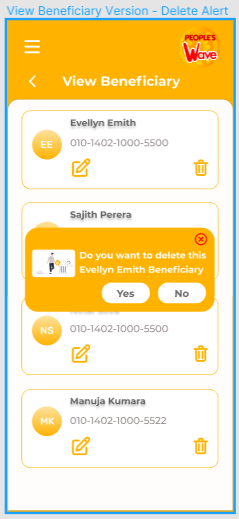 View Beneficiary Version - Delete Alert
PEOPLE'S
Wave
View Beneficiary
Evellyn Emith
EE
010-1402-1000-5500
Sajith Perera
Do you want to delete this
Evellyn Emith Beneficiary
Yes
No
NS
010-1402-1000-5500
Manuja Kumara
MK
010-1402-1000-5522